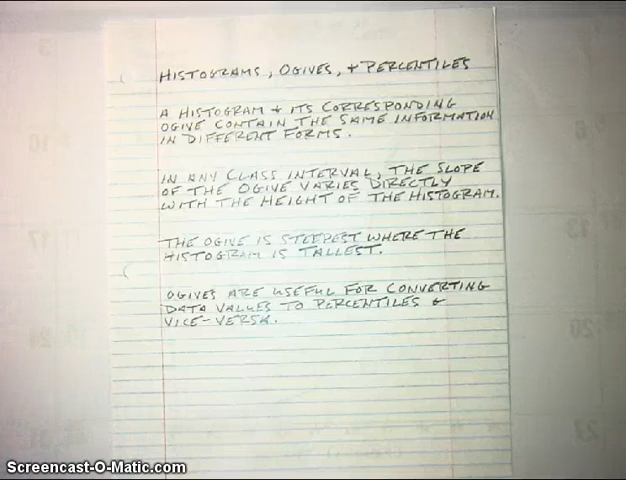 HISTOGRAMS, OGIVES, + PERCENTILES
A HISTOGRAM + ITS CORRESPONDING
OGIVE CONTAIN THE SAME INFORMATION
IN DIFFERENT FORMS.
IN ANY CLASS INTERVAL, THE SLOPE
OF THE OGIVE VARIES DIRECTLY
WITH THE HEIGHT OF THE HISTOGRAM.
THE OGIVE IS STEEPEST WHERE THE
HISTOGRAM IS TALLEST.
OGIVES ARE USEFUL FOR CONVERTING
DATA VALUES TO PERCENTILES &
VICE-VERSA.
Screencast-O-Matic.com